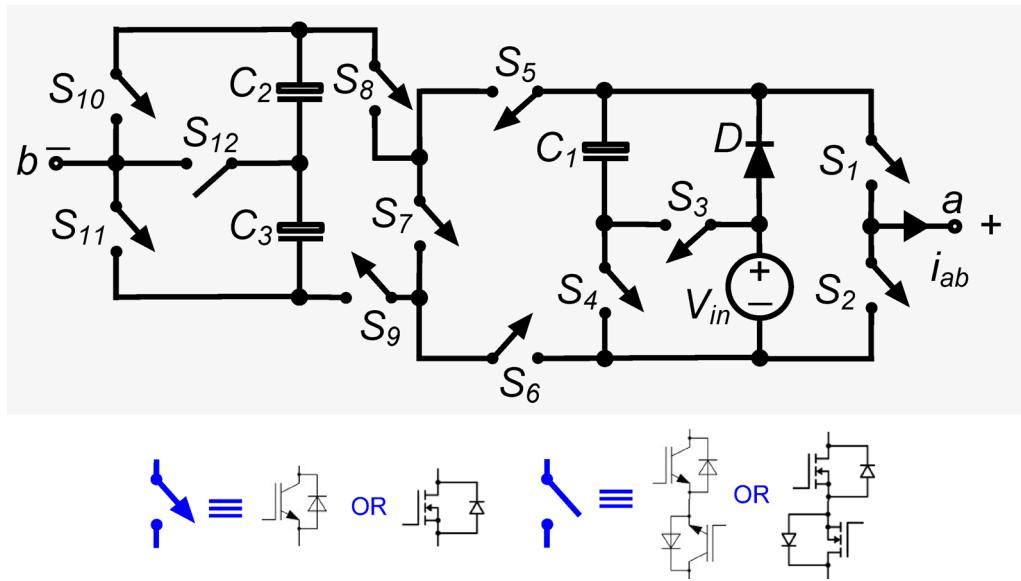 S10
C2
S8
S5
b
–
S12
C1
D
S1
a
+
S11
C3
S7
S3
S9
S4
Vin
+
–
S2
iab
S6
OR
OR